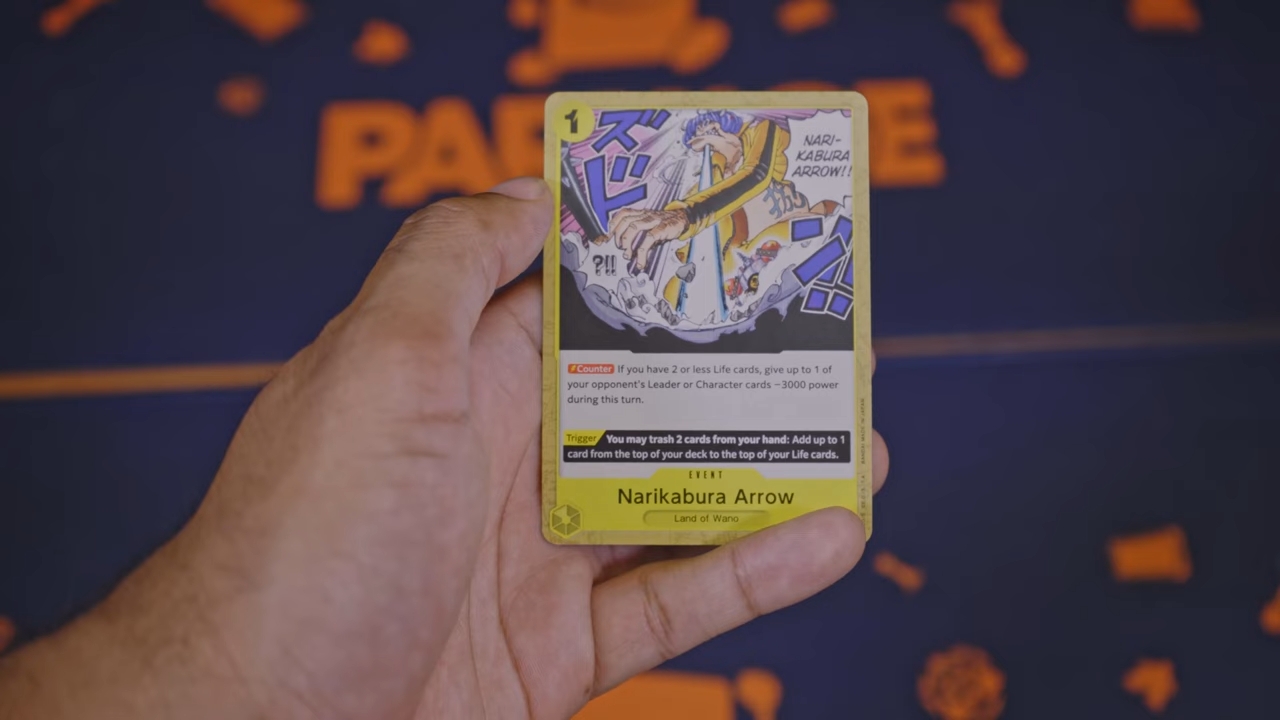 1
ズドン!!
NARI-
KABURA
ARROW!!
?!!
Counter If you have 2 or less Life cards, give up to 1 of
your opponent's Leader or Character cards −3000 power
during this turn.
Trigger You may trash 2 cards from your hand: Add up to 1
card from the top of your deck to the top of your Life cards.
EVENT
Narikabura Arrow
Land of Wano